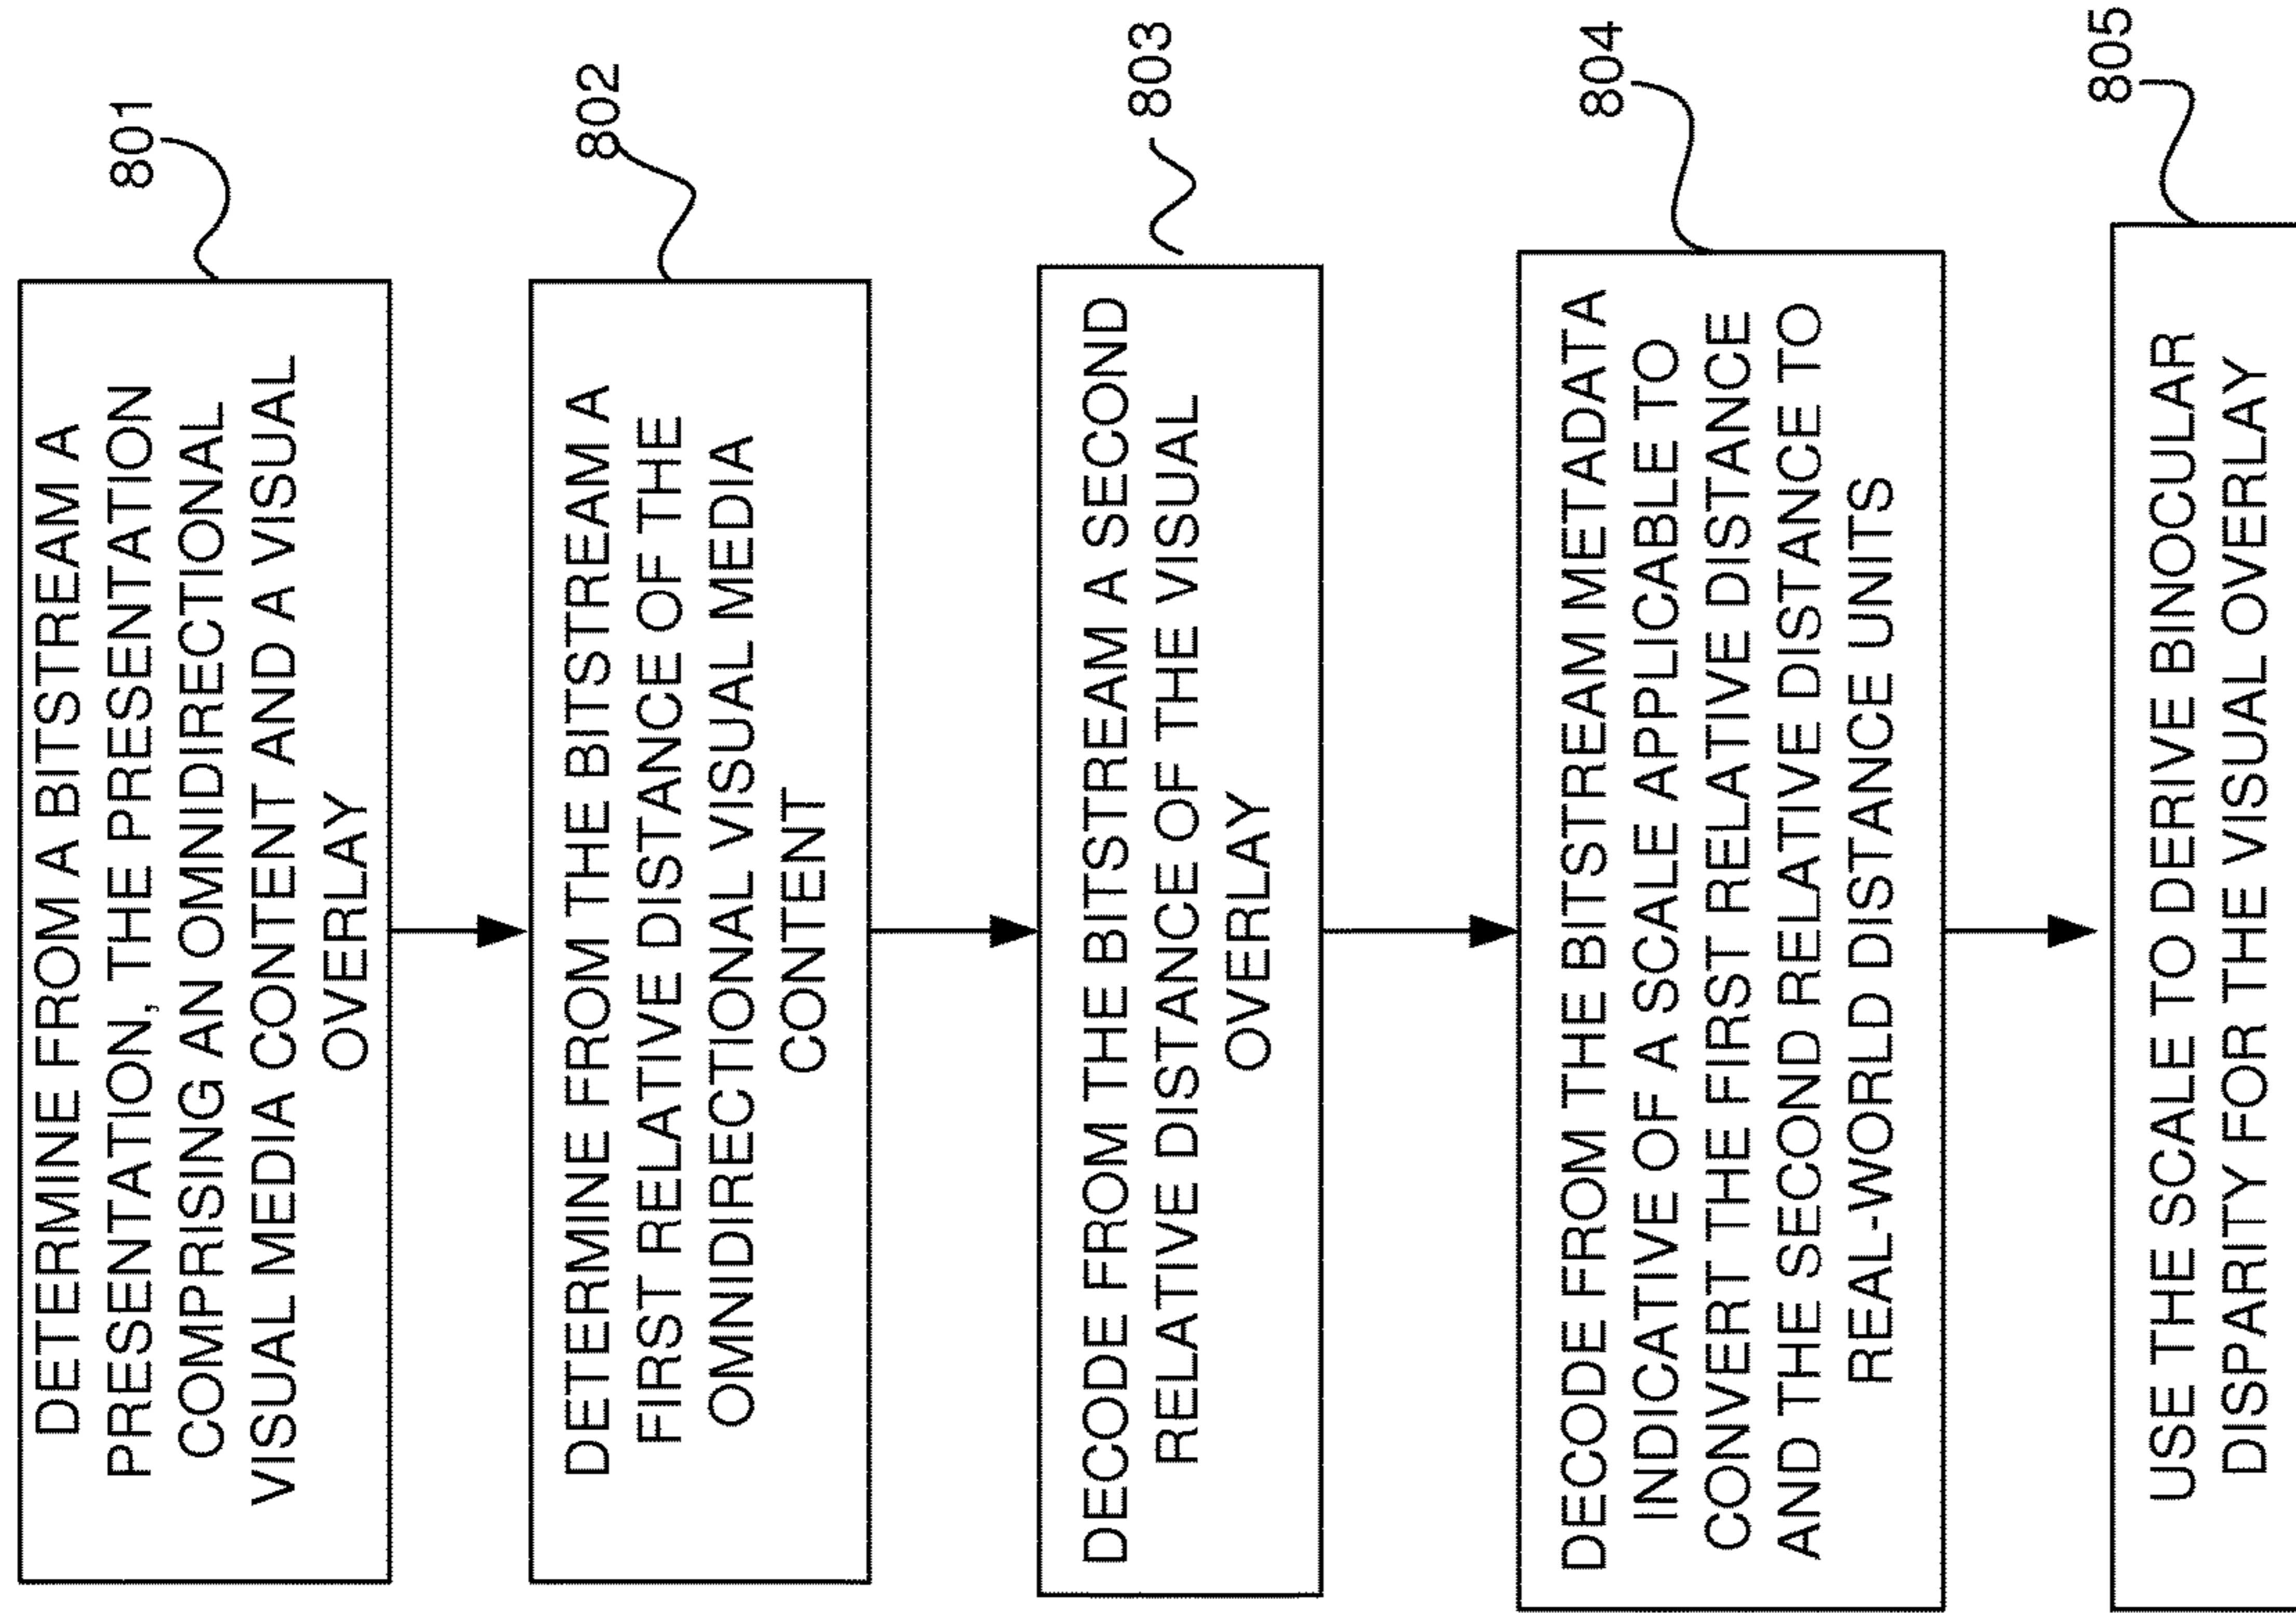 DETERMINE FROM A BITSTREAM A
PRESENTATION, THE PRESENTATION
COMPRISING AN OMNIDIRECTIONAL
VISUAL MEDIA CONTENT AND A VISUAL
OVERLAY
801
DETERMINE FROM THE BITSTREAM A
FIRST RELATIVE DISTANCE OF THE
OMNIDIRECTIONAL VISUAL MEDIA
CONTENT
802
DECODE FROM THE BITSTREAM A SECOND
RELATIVE DISTANCE OF THE VISUAL
OVERLAY
803
DECODE FROM THE BITSTREAM METADATA
INDICATIVE OF A SCALE APPLICABLE TO
CONVERT THE FIRST RELATIVE DISTANCE
AND THE SECOND RELATIVE DISTANCE TO
REAL-WORLD DISTANCE UNITS
804
USE THE SCALE TO DERIVE BINOCULAR
DISPARITY FOR THE VISUAL OVERLAY
805